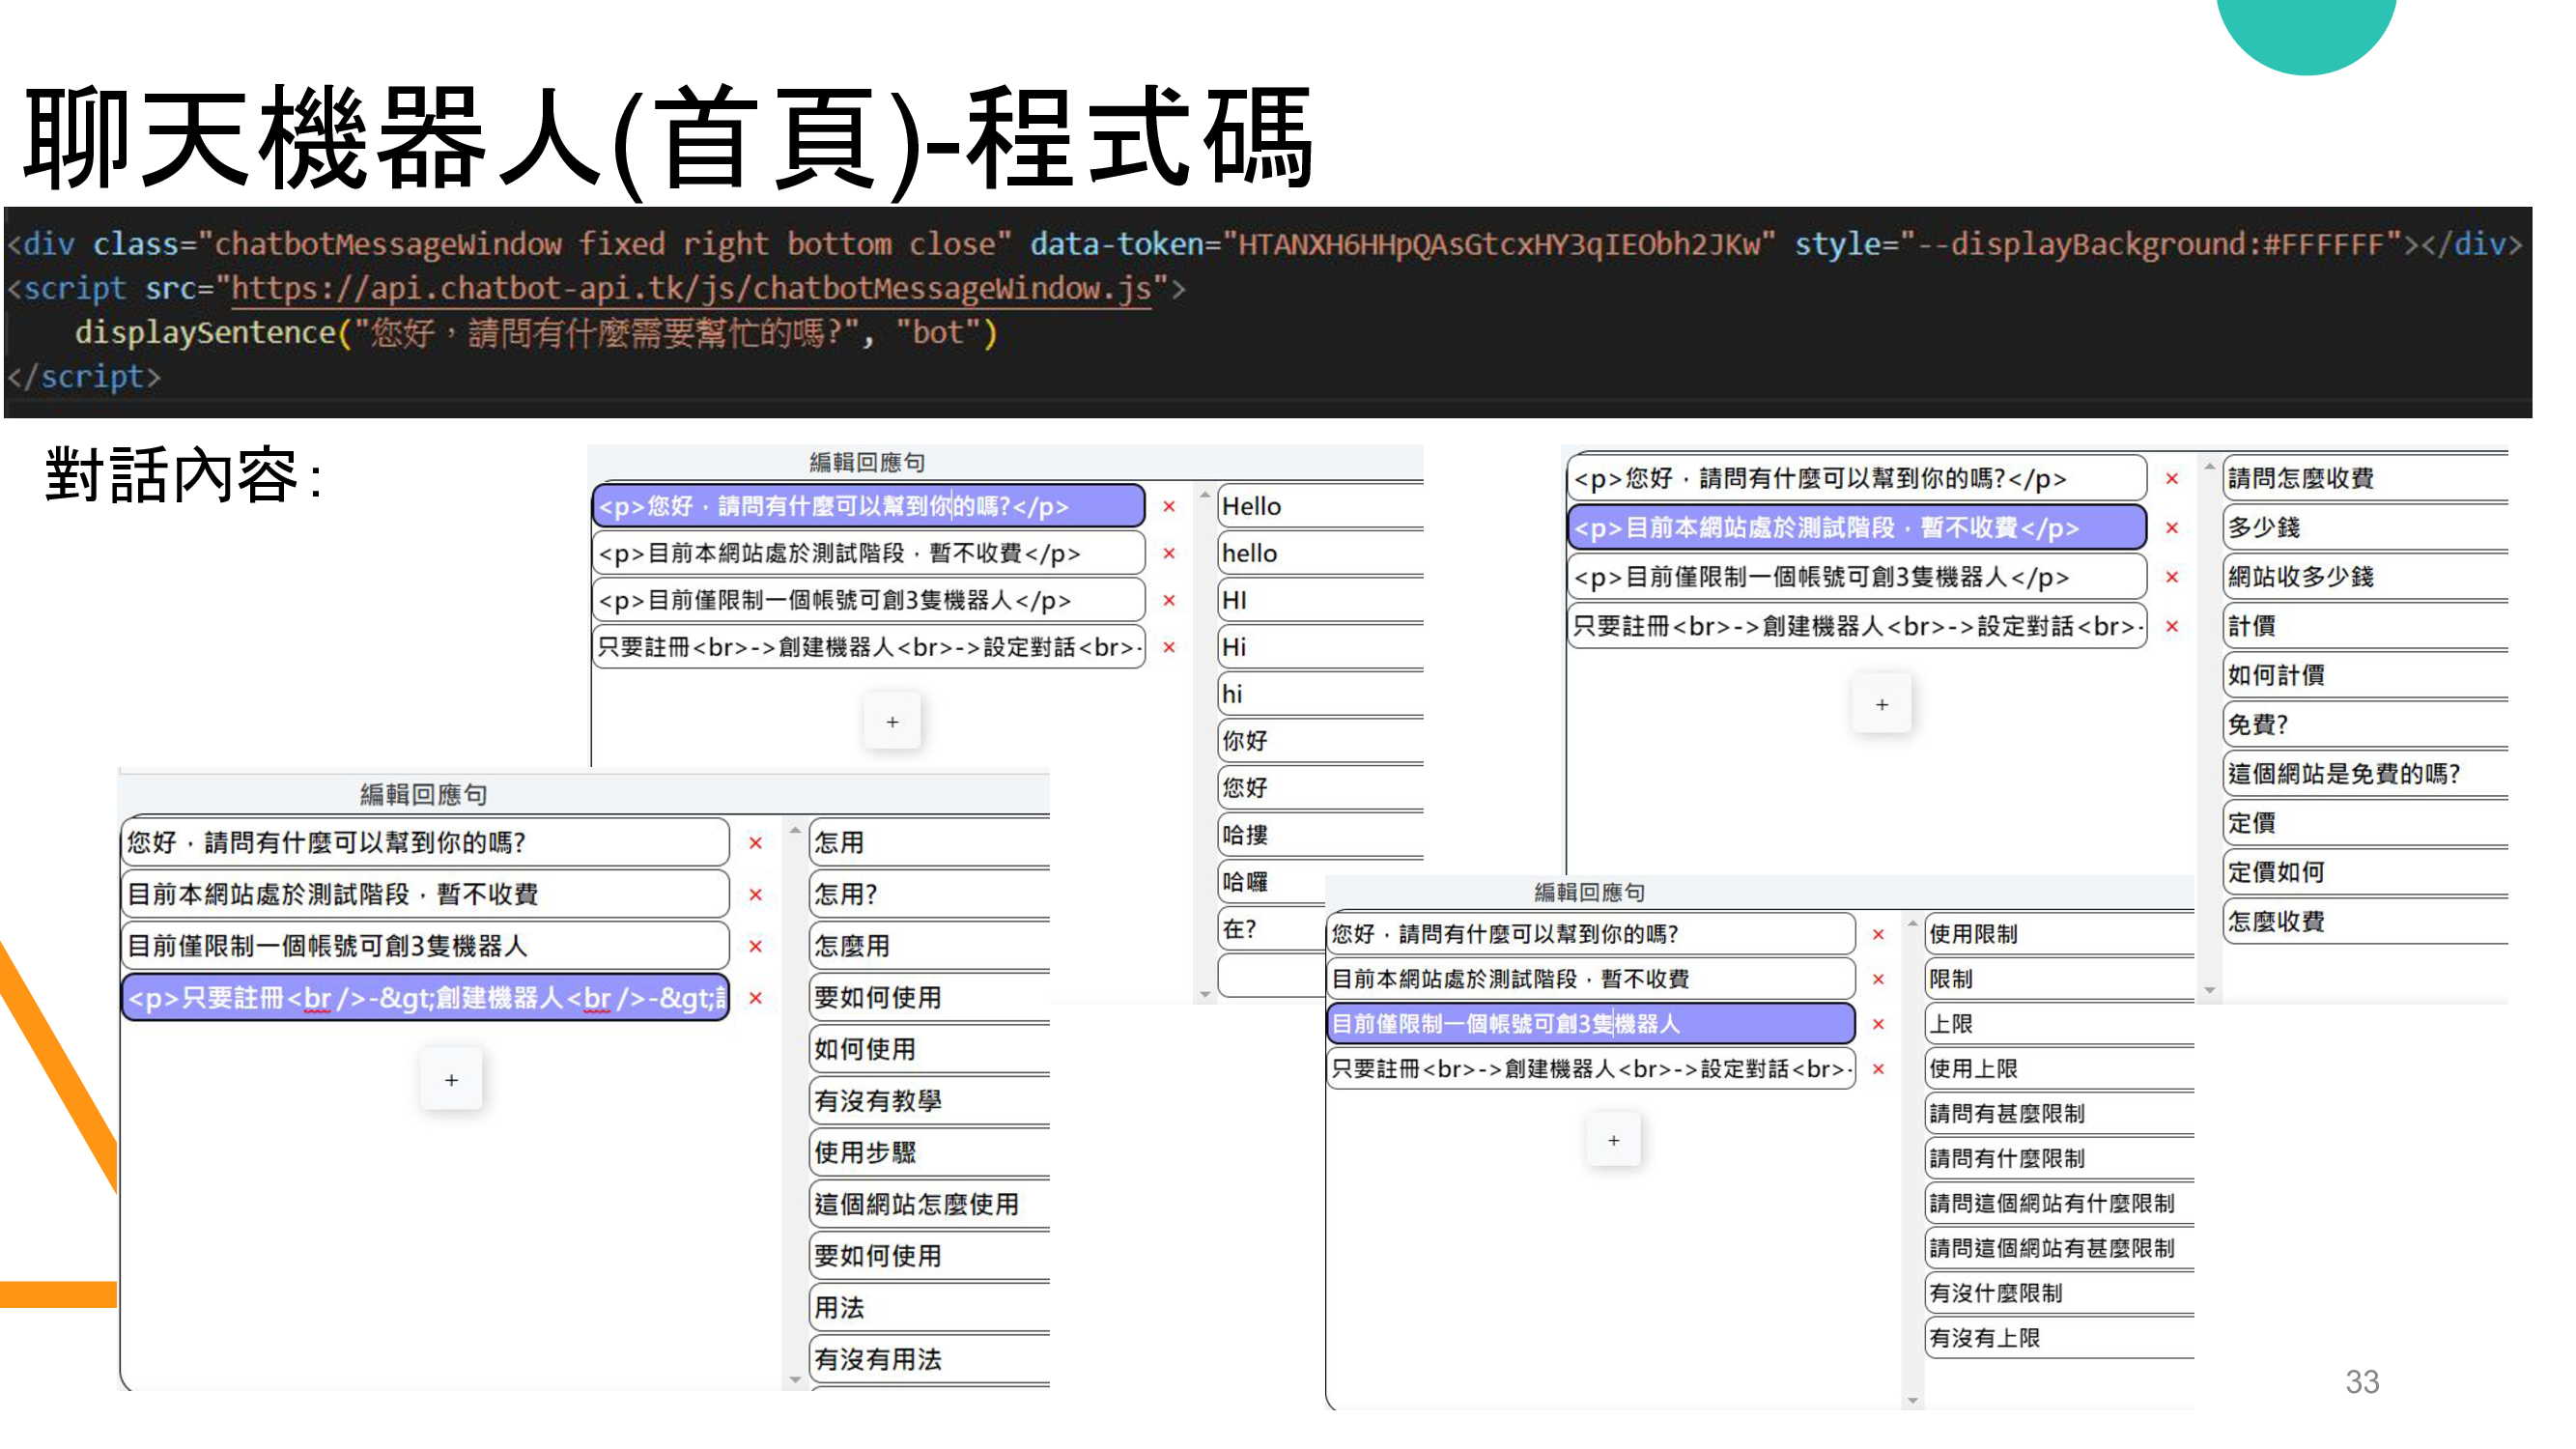 聊天機器人(首頁)-程式碼
<div class="chatbotMessageWindow fixed right bottom close" data-token="HTANXH6HHpQAsGtcxHY3qIEObh2JKw" style="--displayBackground:#FFFFFF"></div>
<script src="https://api.chatbot-api.tk/js/chatbotMessageWindow.js">
displaySentence("您好，請問有什麼需要幫忙的嗎?", "bot")
</script>
對話內容:
編輯回應句
<p>您好，請問有什麼可以幫到你的嗎?</p> ×
<p>目前本網站處於測試階段，暫不收費</p> ×
<p>目前僅限制一個帳號可創3隻機器人</p> ×
只要註冊<br>->創建機器人<br>->設定對話<br>- ×
+
Hello
hello
HI
Hi
hi
你好
您好
哈摟
哈囉
在?
<p>您好，請問有什麼可以幫到你的嗎?</p> ×
<p>目前本網站處於測試階段，暫不收費</p> ×
<p>目前僅限制一個帳號可創3隻機器人</p> ×
只要註冊<br>->創建機器人<br>->設定對話<br>- ×
+
請問怎麼收費
多少錢
網站收多少錢
計價
如何計價
免費?
這個網站是免費的嗎?
定價
定價如何
怎麼收費
編輯回應句
您好，請問有什麼可以幫到你的嗎? ×
目前本網站處於測試階段，暫不收費 ×
目前僅限制一個帳號可創3隻機器人 ×
<p>只要註冊<br />-&gt;創建機器人<br />-&gt; ×
+
怎用
怎用?
怎麼用
要如何使用
如何使用
有沒有教學
使用步驟
這個網站怎麼使用
要如何使用
用法
有沒有用法
編輯回應句
您好，請問有什麼可以幫到你的嗎? ×
目前本網站處於測試階段，暫不收費 ×
目前僅限制一個帳號可創3隻機器人 ×
只要註冊<br>->創建機器人<br>->設定對話<br>- ×
+
使用限制
限制
上限
使用上限
請問有甚麼限制
請問有什麼限制
請問這個網站有什麼限制
請問這個網站有甚麼限制
有沒什麼限制
有沒有上限
33